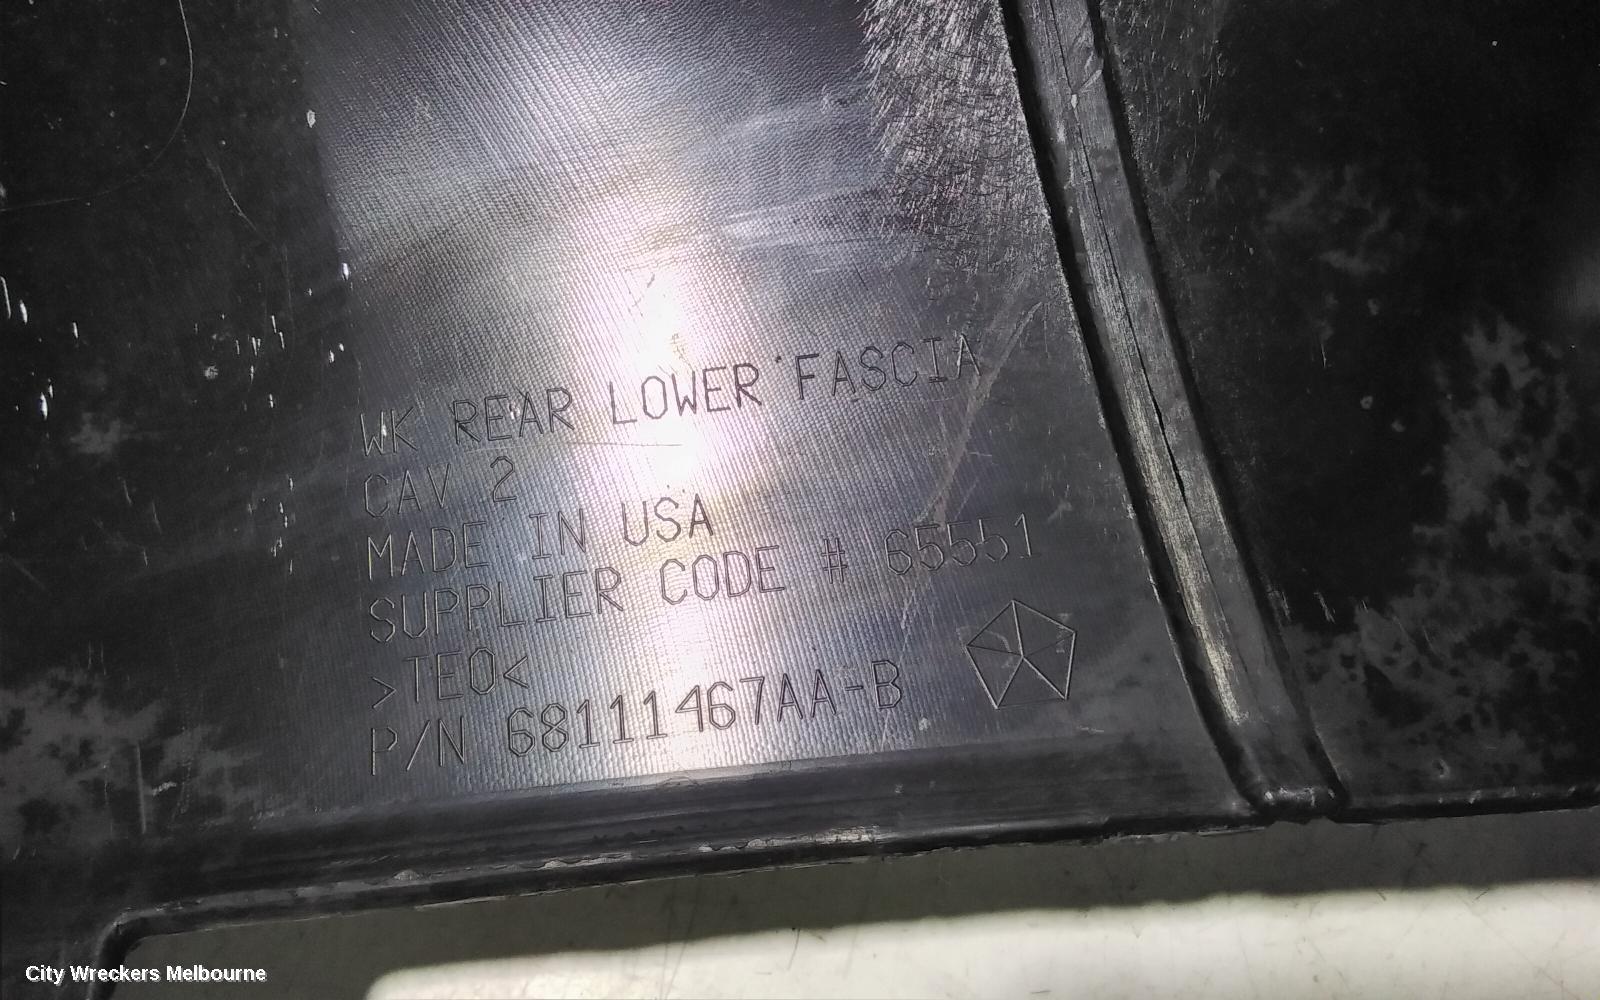 WK REAR LOWER FASCIA
CAV 2
MADE IN USA
SUPPLIER CODE # 65551
>TEO<
P/N 68111467AA-B
City Wreckers Melbourne